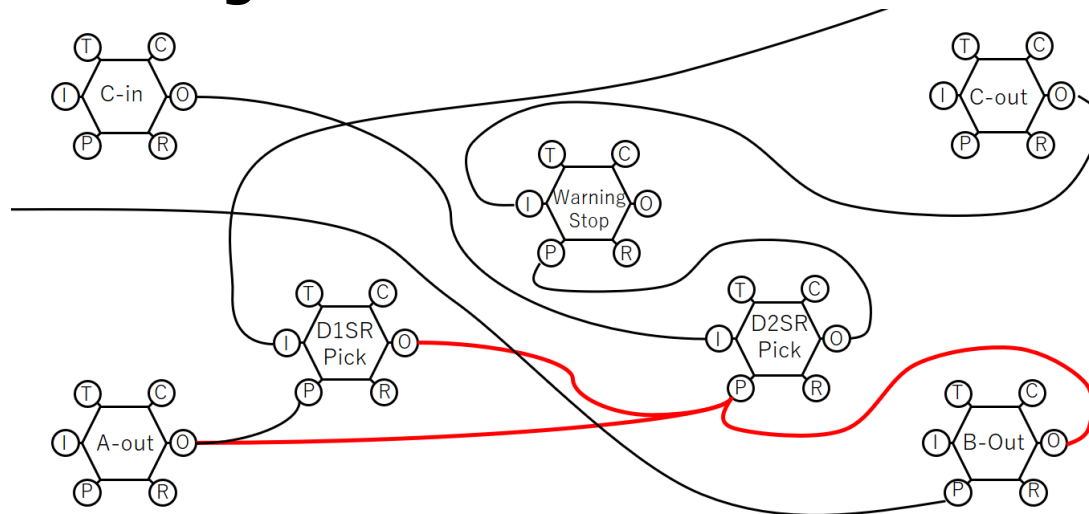 T C
I C-in O
P R
T C
I C-out O
P R
T C
I Warning O
Stop
P R
T C
I D1SR O
Pick
P R
T C
I D2SR O
Pick
P R
T C
I A-out O
P R
T C
I B-Out O
P R